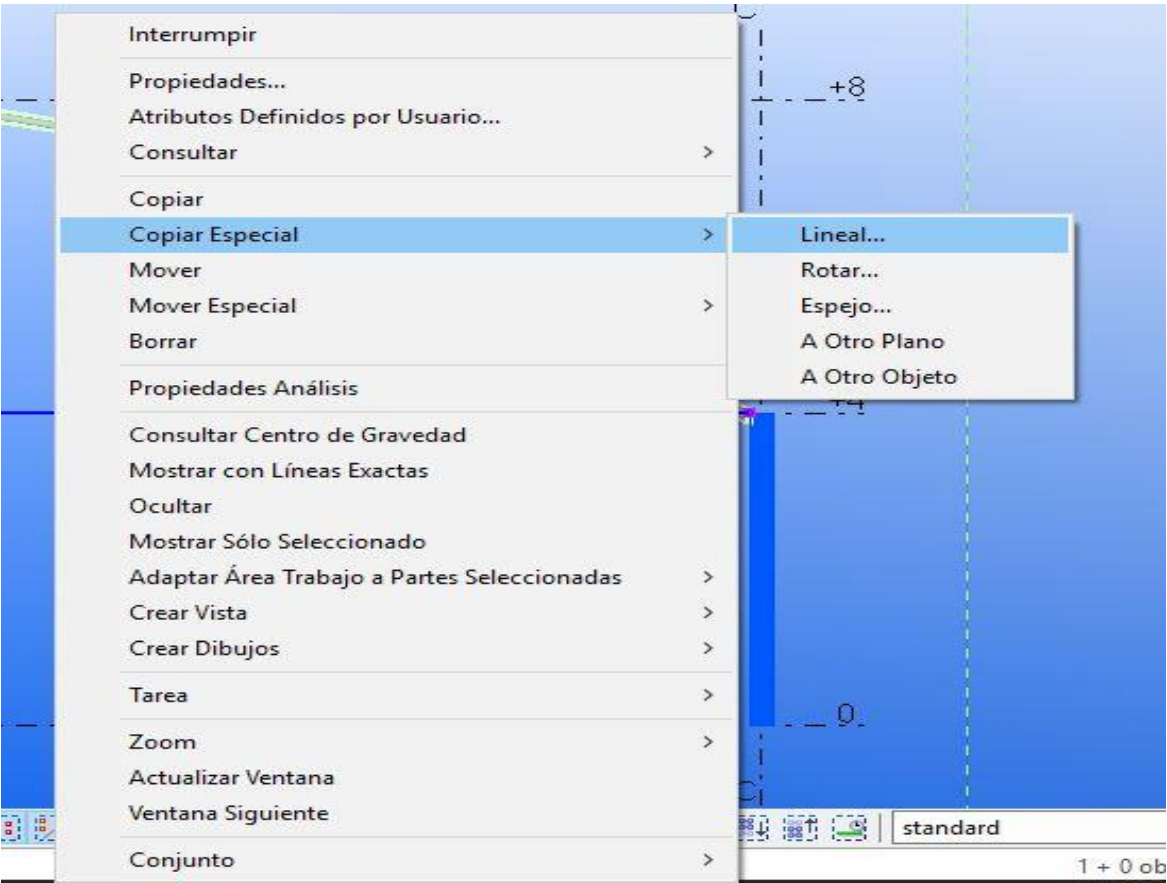 Interrumpir
Propiedades...
Atributos Definidos por Usuario...
Consultar
Copiar
Copiar Especial
Mover
Mover Especial
Borrar
Propiedades Análisis
Consultar Centro de Gravedad
Mostrar con Líneas Exactas
Ocultar
Mostrar Sólo Seleccionado
Adaptar Área Trabajo a Partes Seleccionadas
Crear Vista
Crear Dibujos
Tarea
Zoom
Actualizar Ventana
Ventana Siguiente
Conjunto
Lineal...
Rotar...
Espejo...
A Otro Plano
A Otro Objeto
+8
+4
0
standard
1 + 0 ob